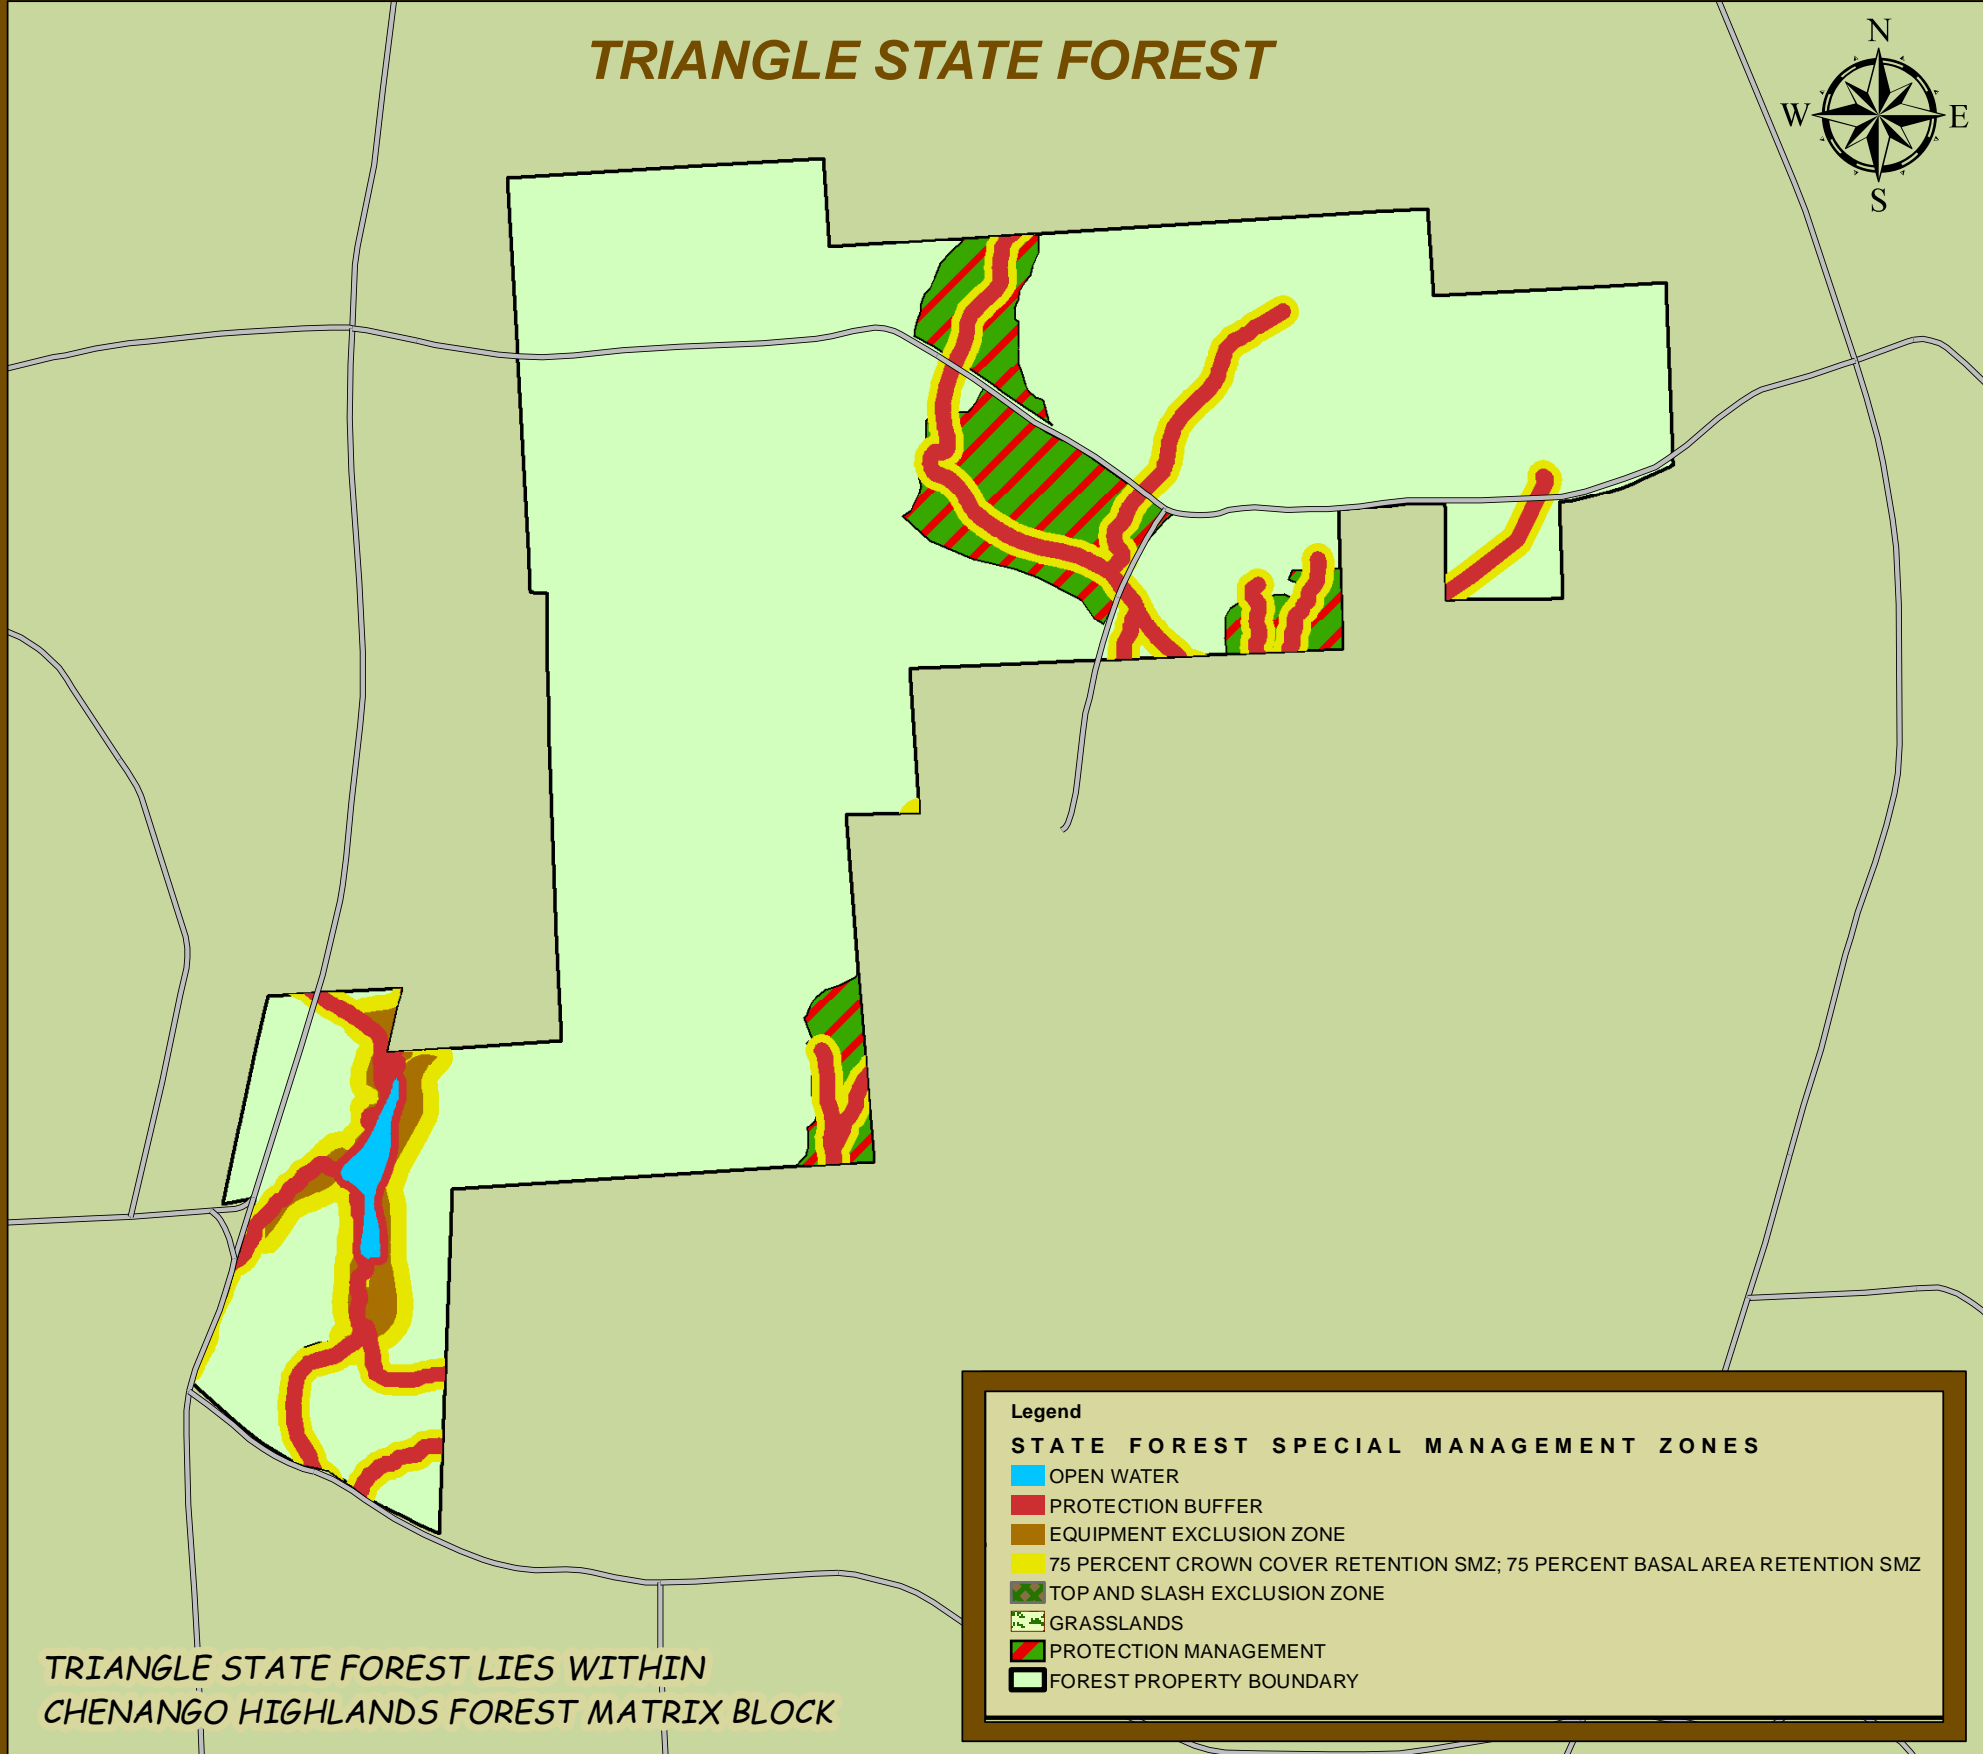 TRIANGLE STATE FOREST
N
W E
S
Legend
STATE FOREST SPECIAL MANAGEMENT ZONES
OPEN WATER
PROTECTION BUFFER
EQUIPMENT EXCLUSION ZONE
75 PERCENT CROWN COVER RETENTION SMZ; 75 PERCENT BASAL AREA RETENTION SMZ
TOP AND SLASH EXCLUSION ZONE
GRASSLANDS
PROTECTION MANAGEMENT
FOREST PROPERTY BOUNDARY
TRIANGLE STATE FOREST LIES WITHIN
CHENANGO HIGHLANDS FOREST MATRIX BLOCK